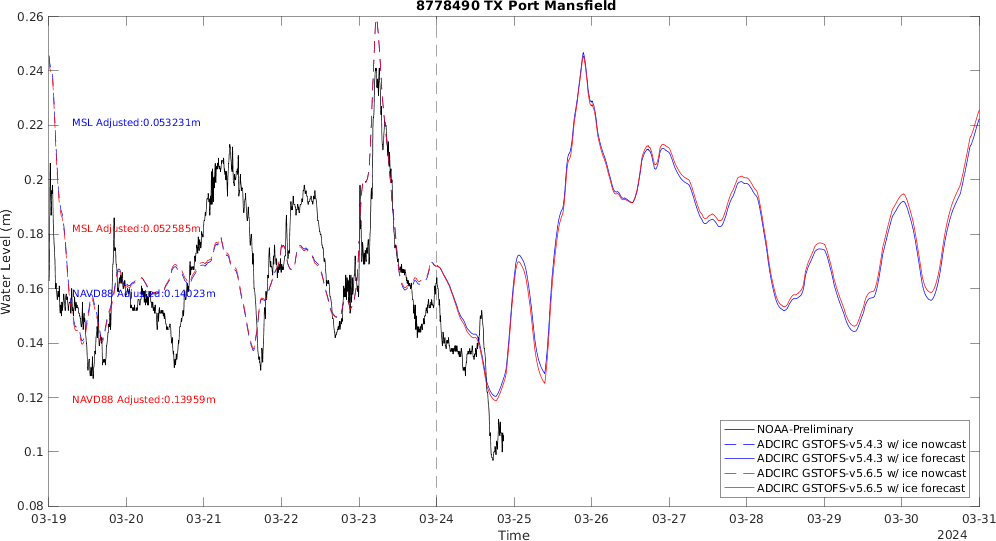 8778490 TX Port Mansfield
0.26
0.24
0.22
0.2
0.18
0.16
0.14
0.12
0.1
0.08
Water Level (m)
MSL Adjusted:0.053231m
MSL Adjusted:0.052585m
NAVD88 Adjusted:0.14023m
NAVD88 Adjusted:0.13959m
NOAA-Preliminary
ADCIRC GSTOFS-v5.4.3 w/ ice nowcast
ADCIRC GSTOFS-v5.4.3 w/ ice forecast
ADCIRC GSTOFS-v5.6.5 w/ ice nowcast
ADCIRC GSTOFS-v5.6.5 w/ ice forecast
03-19 03-20 03-21 03-22 03-23 03-24 03-25 03-26 03-27 03-28 03-29 03-30 03-31
Time
2024